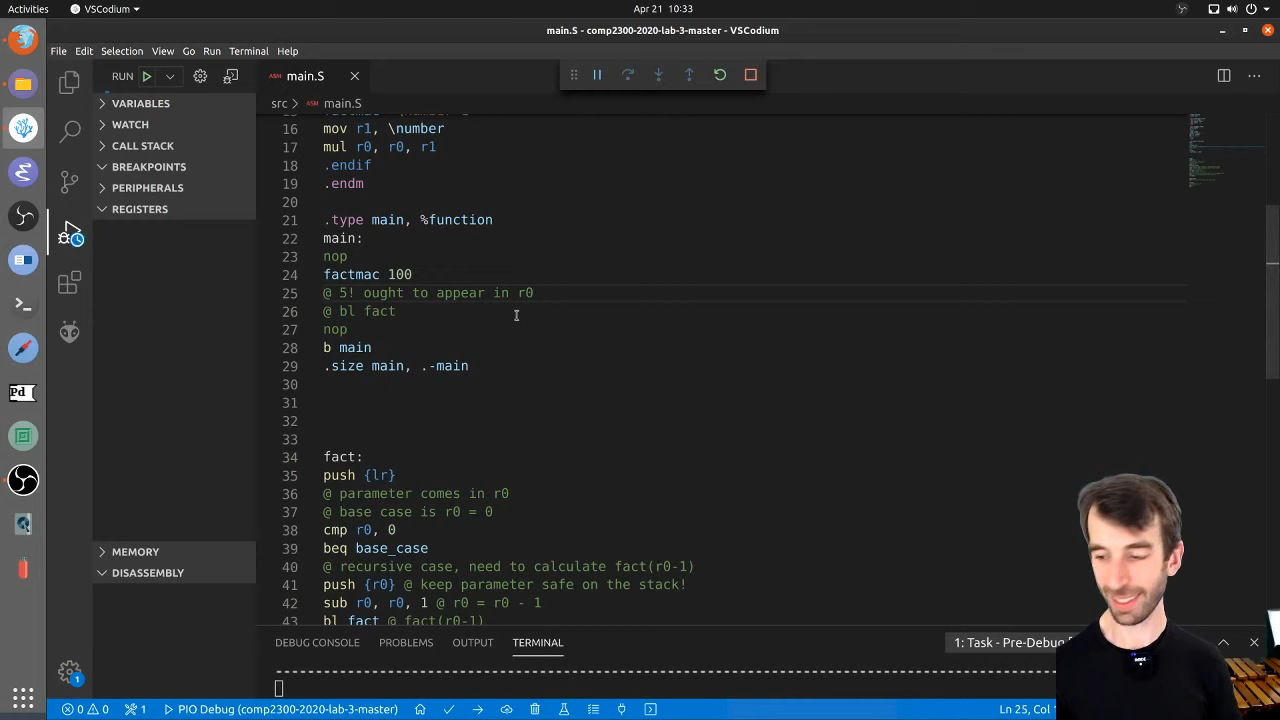 Activities
VSCodium
Apr 21 10:33
main.S - comp2300-2020-lab-3-master - VSCodium
File Edit Selection View Go Run Terminal Help
RUN
ASM main.S
src > ASM main.S
VARIABLES
WATCH
CALL STACK
BREAKPOINTS
PERIPHERALS
REGISTERS
MEMORY
DISASSEMBLY
16 mov r1, \number
17 mul r0, r0, r1
18 .endif
19 .endm
20
21 .type main, %function
22 main:
23 nop
24 factmac 100
25 @ 5! ought to appear in r0
26 @ bl fact
27 nop
28 b main
29 .size main, .-main
30
31
32
33
34 fact:
35 push {lr}
36 @ parameter comes in r0
37 @ base case is r0 = 0
38 cmp r0, 0
39 beq base_case
40 @ recursive case, need to calculate fact(r0-1)
41 push {r0} @ keep parameter safe on the stack!
42 sub r0, r0, 1 @ r0 = r0 - 1
43 bl fact @ fact(r0-1)
DEBUG CONSOLE PROBLEMS OUTPUT TERMINAL
1: Task - Pre-Debug
Pd
1
0 0 1 PIO Debug (comp2300-2020-lab-3-master)
Ln 25, Col